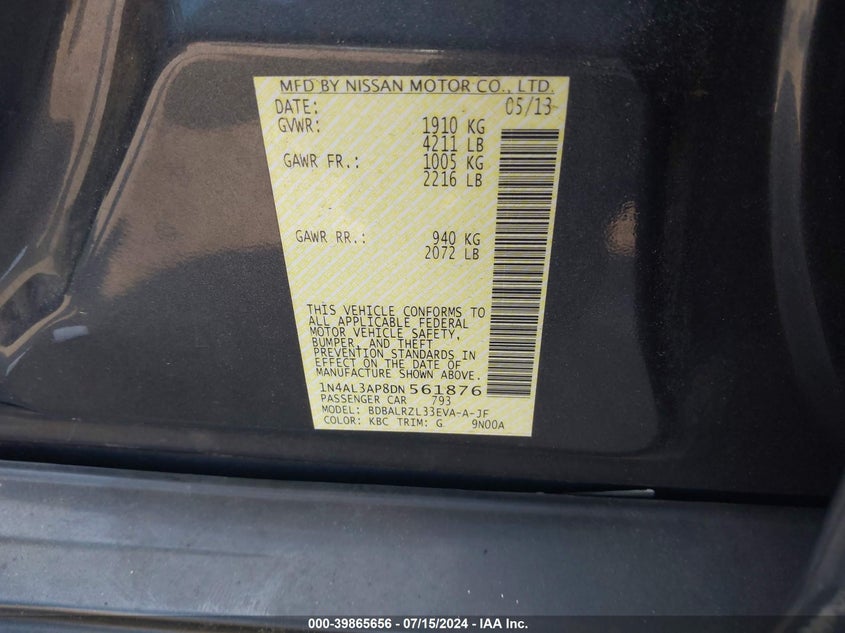 MFD BY NISSAN MOTOR CO., LTD.
DATE: 05/13
GVWR: 1910 KG
4211 LB
GAWR FR.: 1005 KG
2216 LB
GAWR RR.: 940 KG
2072 LB
THIS VEHICLE CONFORMS TO
ALL APPLICABLE FEDERAL
MOTOR VEHICLE SAFETY,
BUMPER, AND THEFT
PREVENTION STANDARDS IN
EFFECT ON THE DATE OF
MANUFACTURE SHOWN ABOVE.
1N4AL3AP8DN561876
PASSENGER CAR 793
MODEL: BDBALRZL33EVA-A-JF
COLOR: KBC TRIM: G 9N00A
000-39865656 - 07/15/2024 - IAA Inc.